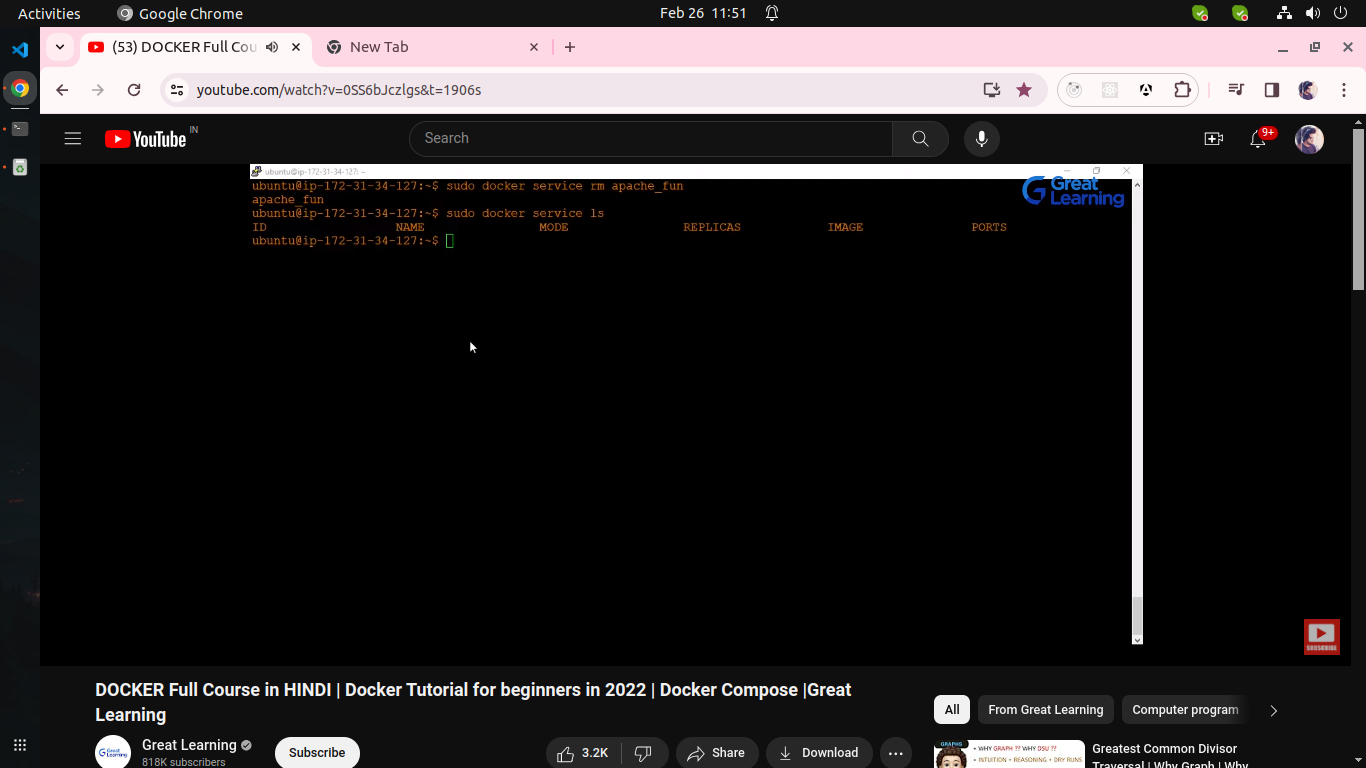 Activities
Google Chrome
Feb 26 11:51
(53) DOCKER Full Cou
New Tab
youtube.com/watch?v=0SS6bJczlgs&t=1906s
YouTube IN
Search
9+
ubuntu@ip-172-31-34-127: ~
ubuntu@ip-172-31-34-127:~$ sudo docker service rm apache_fun
apache_fun
ubuntu@ip-172-31-34-127:~$ sudo docker service ls
ID NAME MODE REPLICAS IMAGE PORTS
ubuntu@ip-172-31-34-127:~$
Great
Learning
SUBSCRIBE
DOCKER Full Course in HINDI | Docker Tutorial for beginners in 2022 | Docker Compose |Great
Learning
All
From Great Learning
Computer program
Great Learning
Great Learning
818K subscribers
Subscribe
3.2K
Share
Download
GRAPHS
• WHY GRAPH ?? WHY DSU ??
• INTUITION + REASONING + DRY RUNS
Greatest Common Divisor
Traversal | Why Graph | Why